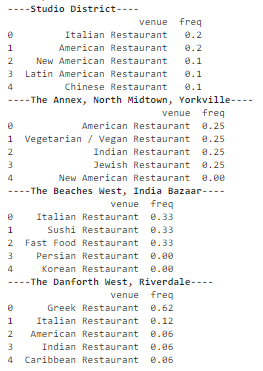 ----Studio District----
venue freq
0 Italian Restaurant 0.2
1 American Restaurant 0.2
2 New American Restaurant 0.1
3 Latin American Restaurant 0.1
4 Chinese Restaurant 0.1
----The Annex, North Midtown, Yorkville----
venue freq
0 American Restaurant 0.25
1 Vegetarian / Vegan Restaurant 0.25
2 Indian Restaurant 0.25
3 Jewish Restaurant 0.25
4 New American Restaurant 0.00
----The Beaches West, India Bazaar----
venue freq
0 Italian Restaurant 0.33
1 Sushi Restaurant 0.33
2 Fast Food Restaurant 0.33
3 Persian Restaurant 0.00
4 Korean Restaurant 0.00
----The Danforth West, Riverdale----
venue freq
0 Greek Restaurant 0.62
1 Italian Restaurant 0.12
2 American Restaurant 0.06
3 Indian Restaurant 0.06
4 Caribbean Restaurant 0.06